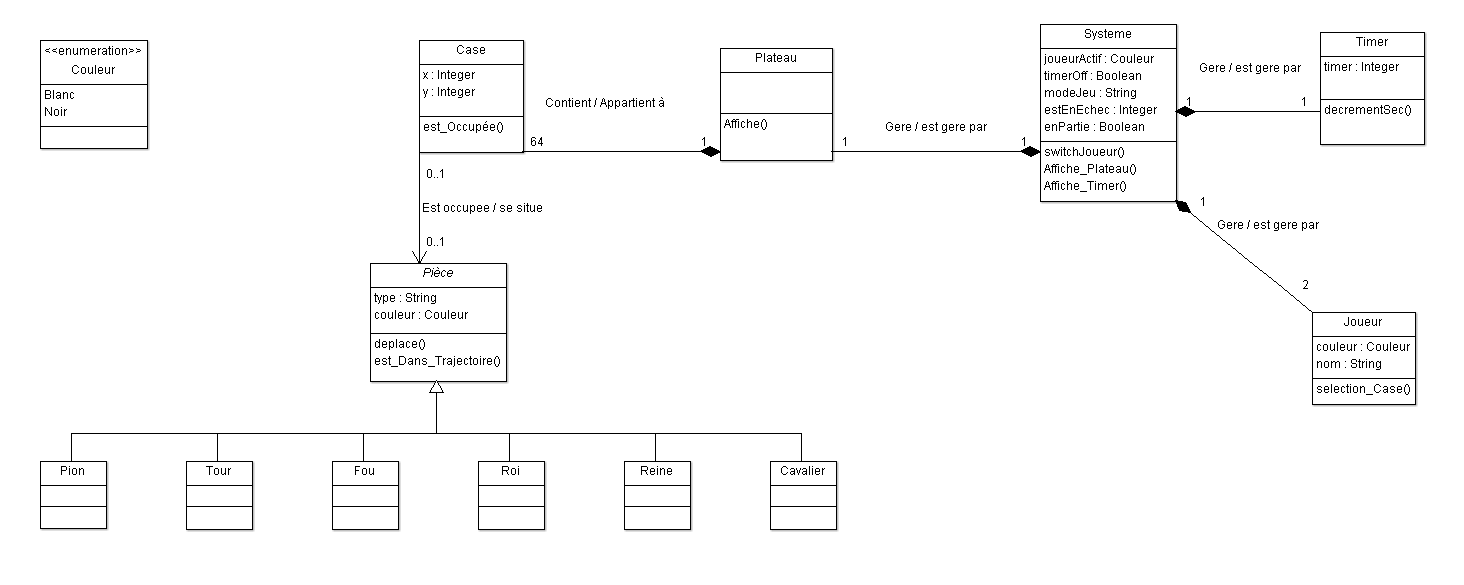 <<enumeration>>
Couleur
Blanc
Noir
Case
x : Integer
y : Integer
est_Occupée()
Contient / Appartient à
64
1
Plateau
Affiche()
Gere / est gere par
1
1
Systeme
joueurActif : Couleur
timerOff : Boolean
modeJeu : String
estEnEchec : Integer
enPartie : Boolean
switchJoueur()
Affiche_Plateau()
Affiche_Timer()
Gere / est gere par
1
1
Timer
timer : Integer
decrementSec()
1
Gere / est gere par
2
Joueur
couleur : Couleur
nom : String
selection_Case()
0..1
Est occupee / se situe
0..1
Pièce
type : String
couleur : Couleur
deplace()
est_Dans_Trajectoire()
Pion
Tour
Fou
Roi
Reine
Cavalier